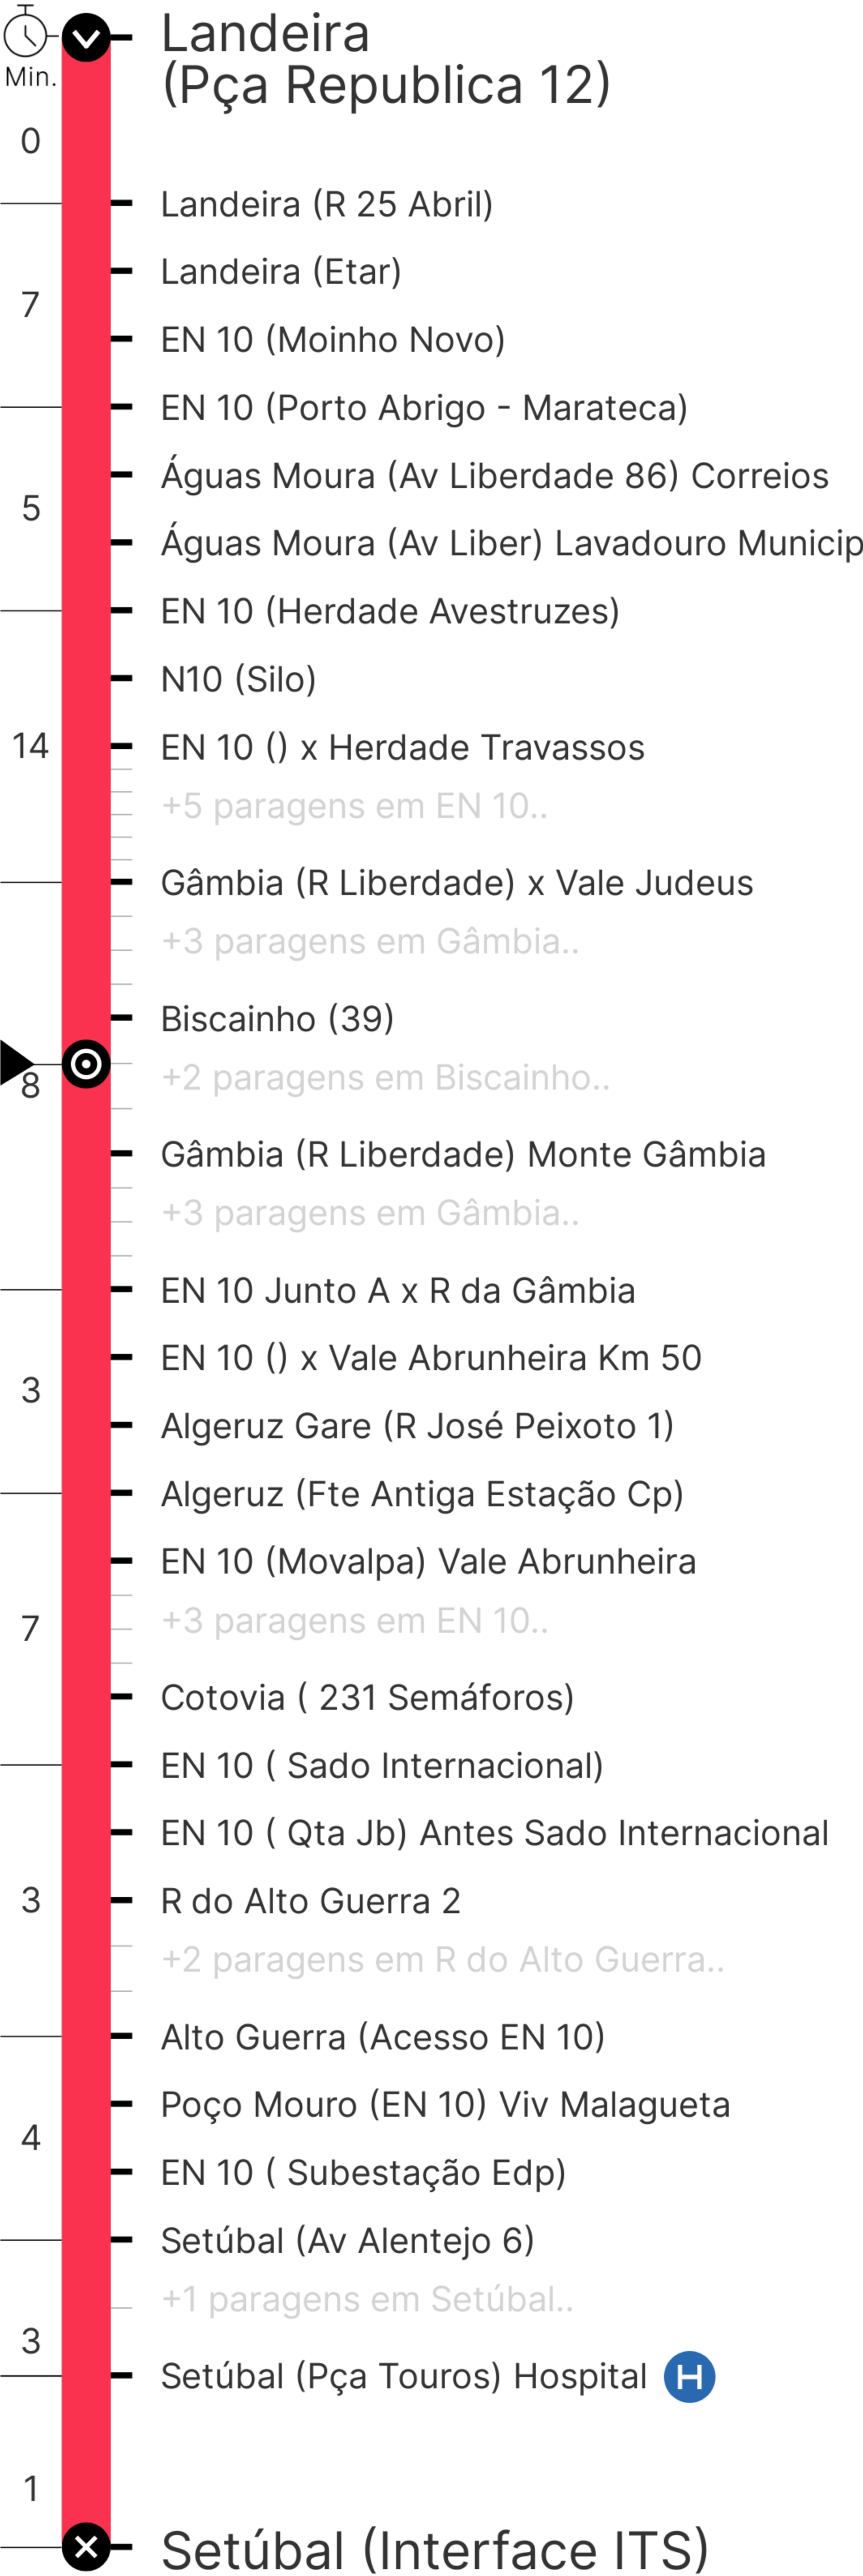 Landeira
(Pça Republica 12)
Min.
0
Landeira (R 25 Abril)
Landeira (Etar)
7
EN 10 (Moinho Novo)
EN 10 (Porto Abrigo - Marateca)
Águas Moura (Av Liberdade 86) Correios
5
Águas Moura (Av Liber) Lavadouro Municip
EN 10 (Herdade Avestruzes)
N10 (Silo)
14
EN 10 () x Herdade Travassos
+5 paragens em EN 10..
Gâmbia (R Liberdade) x Vale Judeus
+3 paragens em Gâmbia..
Biscainho (39)
+2 paragens em Biscainho..
8
Gâmbia (R Liberdade) Monte Gâmbia
+3 paragens em Gâmbia..
EN 10 Junto A x R da Gâmbia
EN 10 () x Vale Abrunheira Km 50
3
Algeruz Gare (R José Peixoto 1)
Algeruz (Fte Antiga Estação Cp)
EN 10 (Movalpa) Vale Abrunheira
+3 paragens em EN 10..
7
Cotovia ( 231 Semáforos)
EN 10 ( Sado Internacional)
EN 10 ( Qta Jb) Antes Sado Internacional
3
R do Alto Guerra 2
+2 paragens em R do Alto Guerra..
Alto Guerra (Acesso EN 10)
Poço Mouro (EN 10) Viv Malagueta
4
EN 10 ( Subestação Edp)
Setúbal (Av Alentejo 6)
+1 paragens em Setúbal..
3
Setúbal (Pça Touros) Hospital H
1
Setúbal (Interface ITS)